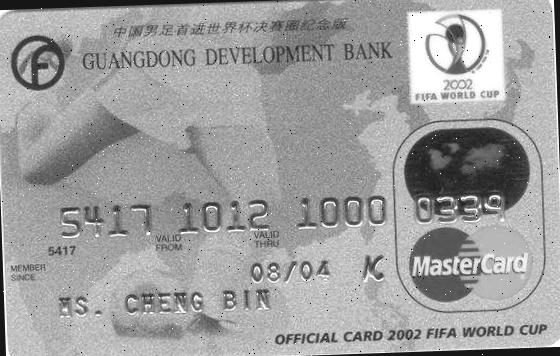 中国男足首进世界杯决赛圈纪念版
GUANGDONG DEVELOPMENT BANK
2002
FIFA WORLD CUP
5417 1012 1000 0339
5417
VALID
FROM
VALID
THRU
MEMBER
SINCE
08/04
MS. CHENG BIN
MasterCard
OFFICIAL CARD 2002 FIFA WORLD CUP